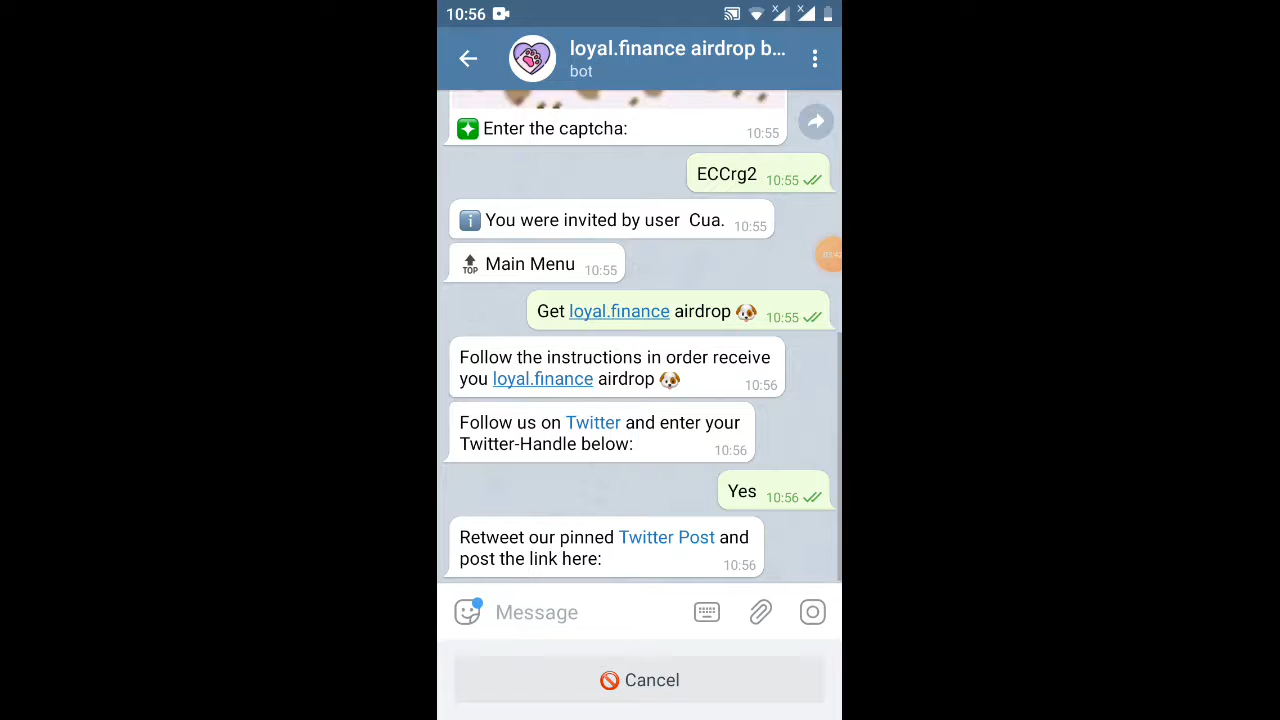 10:56
loyal.finance airdrop b...
bot
Enter the captcha:
10:55
ECCrg2 10:55
You were invited by user Cua. 10:55
TOP Main Menu 10:55
Get loyal.finance airdrop 10:55
Follow the instructions in order receive
you loyal.finance airdrop 10:56
Follow us on Twitter and enter your
Twitter-Handle below: 10:56
Yes 10:56
Retweet our pinned Twitter Post and
post the link here: 10:56
Message
Cancel